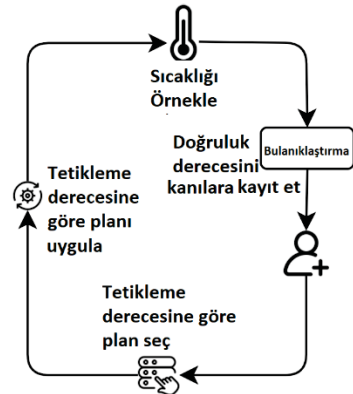 Sıcaklığı
Örnekle
Bulanıklaştırma
Doğruluk
derecesini
kanılara kayıt et
Tetikleme
derecesine göre
plan seç
Tetikleme
derecesine
göre planı
uygula